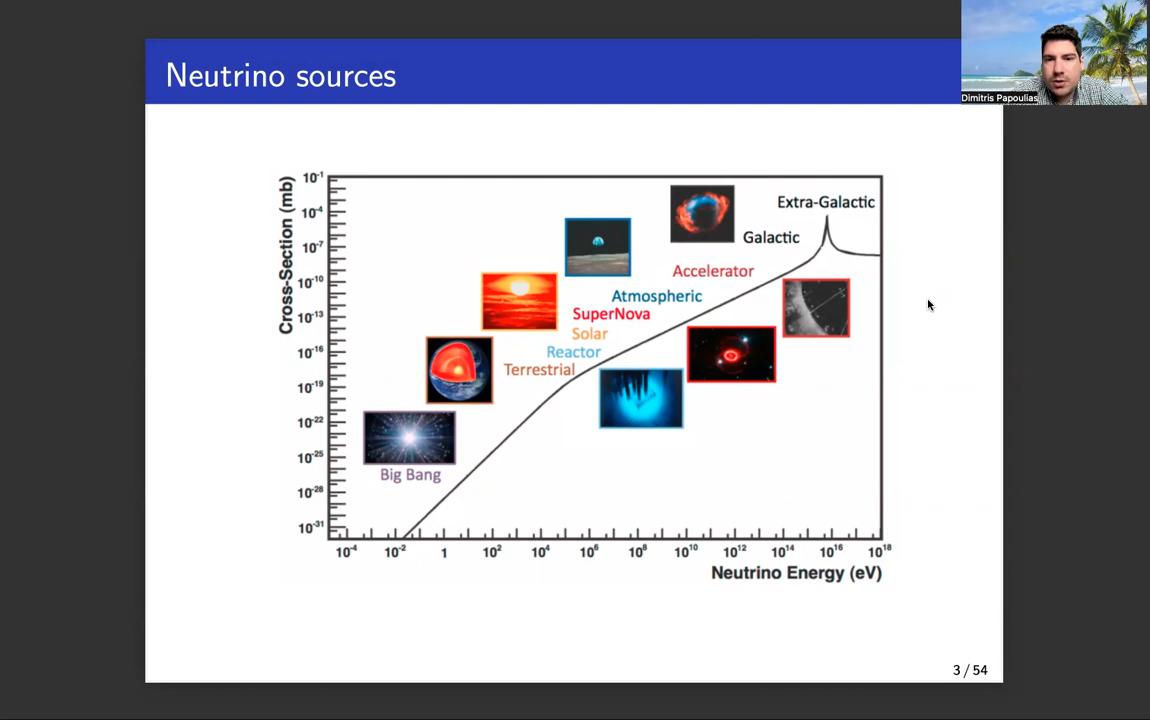 Neutrino sources
Dimitris Papoulias
Cross-Section (mb)
10⁻¹
10⁻⁴
10⁻⁷
10⁻¹⁰
10⁻¹³
10⁻¹⁶
10⁻¹⁹
10⁻²²
10⁻²⁵
10⁻²⁸
10⁻³¹
Extra-Galactic
Galactic
Accelerator
Atmospheric
SuperNova
Solar
Reactor
Terrestrial
Big Bang
10⁻⁴ 10⁻² 1 10² 10⁴ 10⁶ 10⁸ 10¹⁰ 10¹² 10¹⁴ 10¹⁶ 10¹⁸
Neutrino Energy (eV)
3 / 54